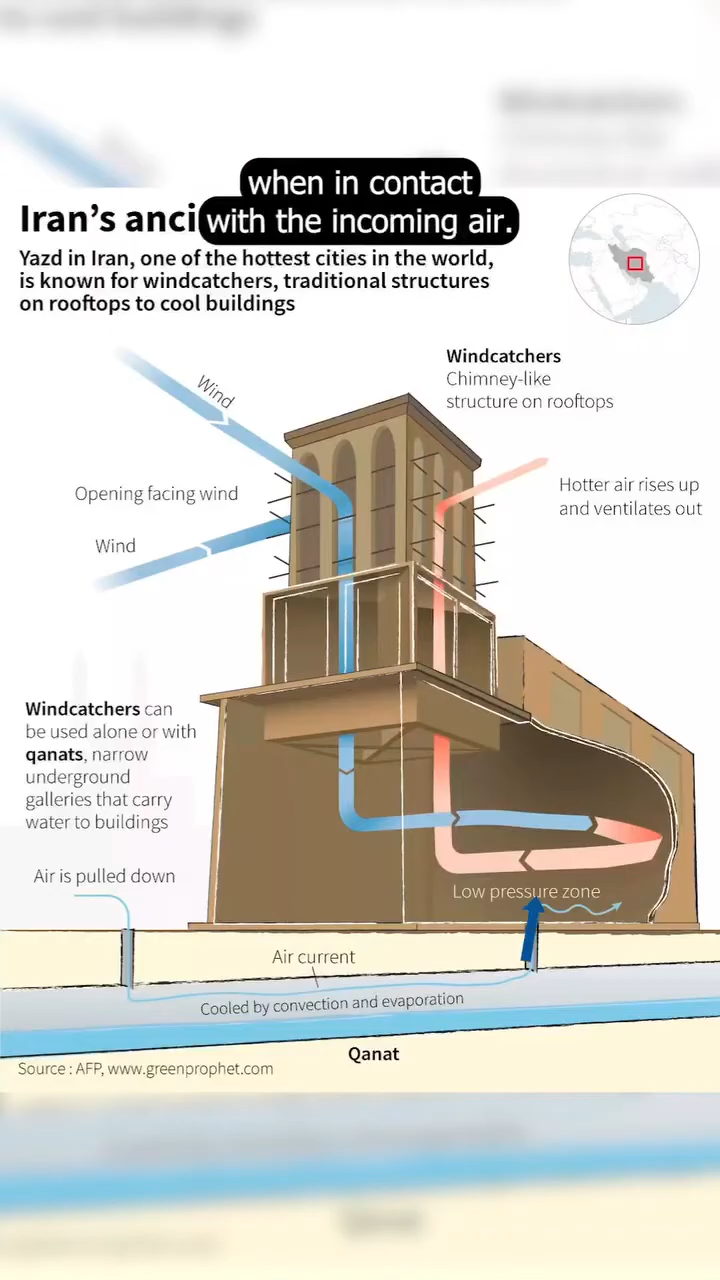 when in contact
with the incoming air.
Iran's anci
Yazd in Iran, one of the hottest cities in the world,
is known for windcatchers, traditional structures
on rooftops to cool buildings
Windcatchers
Chimney-like
structure on rooftops
Wind
Opening facing wind
Hotter air rises up
and ventilates out
Wind
Windcatchers can
be used alone or with
qanats, narrow
underground
galleries that carry
water to buildings
Air is pulled down
Low pressure zone
Air current
Cooled by convection and evaporation
Qanat
Source : AFP, www.greenprophet.com